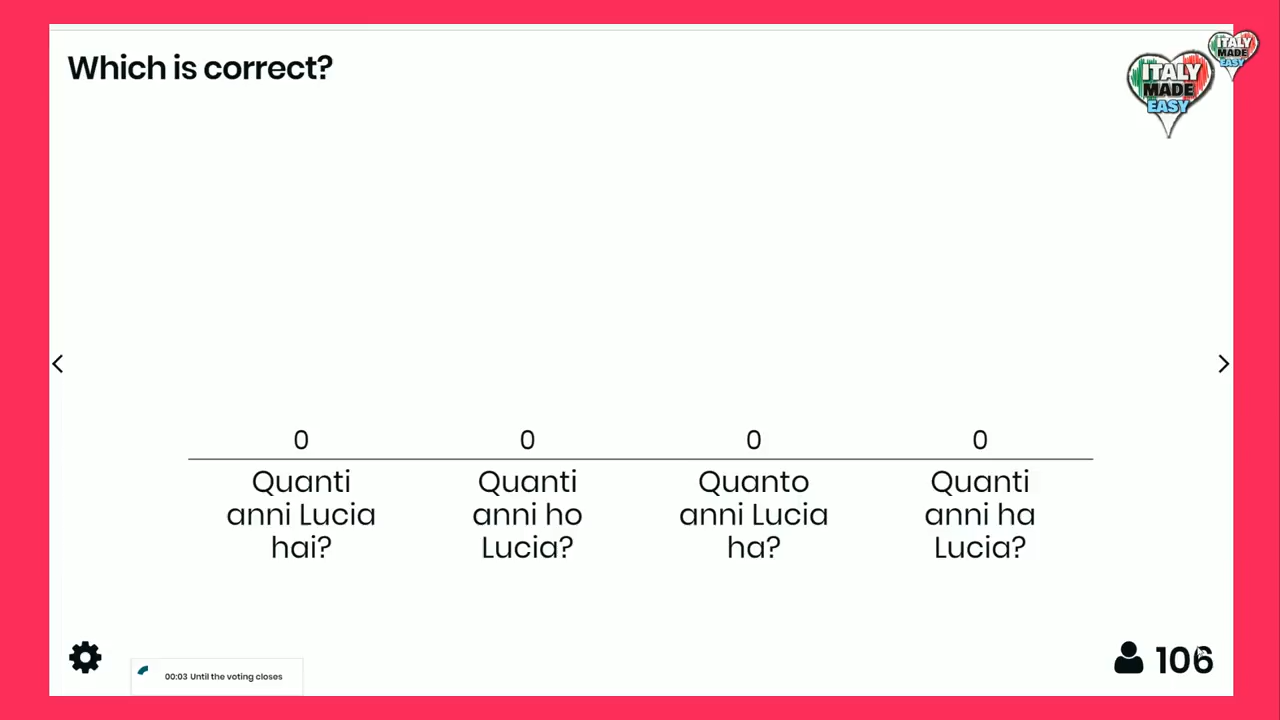 Which is correct?
ITALY
MADE
EASY
ITALY
MADE
EASY
0
0
0
0
Quanti
anni Lucia
hai?
Quanti
anni ho
Lucia?
Quanto
anni Lucia
ha?
Quanti
anni ha
Lucia?
00:03 Until the voting closes
106